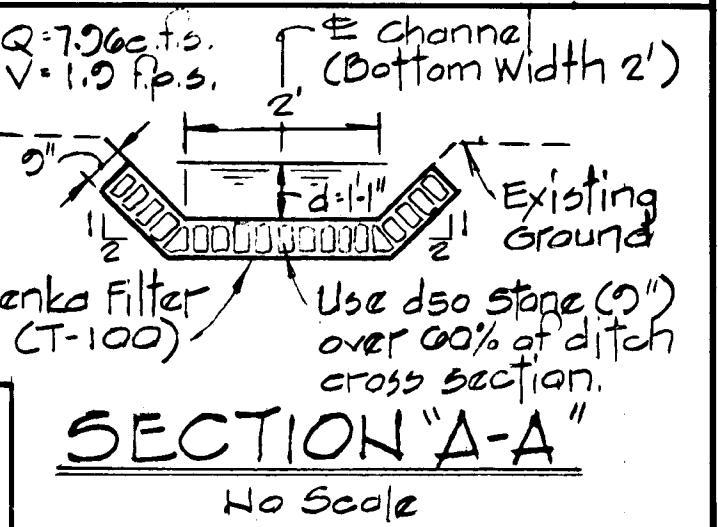 Q=7.96c.f.s.
V=1.9 f.p.s.
℄ Channel
(Bottom Width 2')
2'
9"
d=1'-1"
Existing
Ground
1
2
2
1
enka Filter
(T-100)
Use d50 stone (9")
over 60% of ditch
cross section.
SECTION "A-A"
No Scale